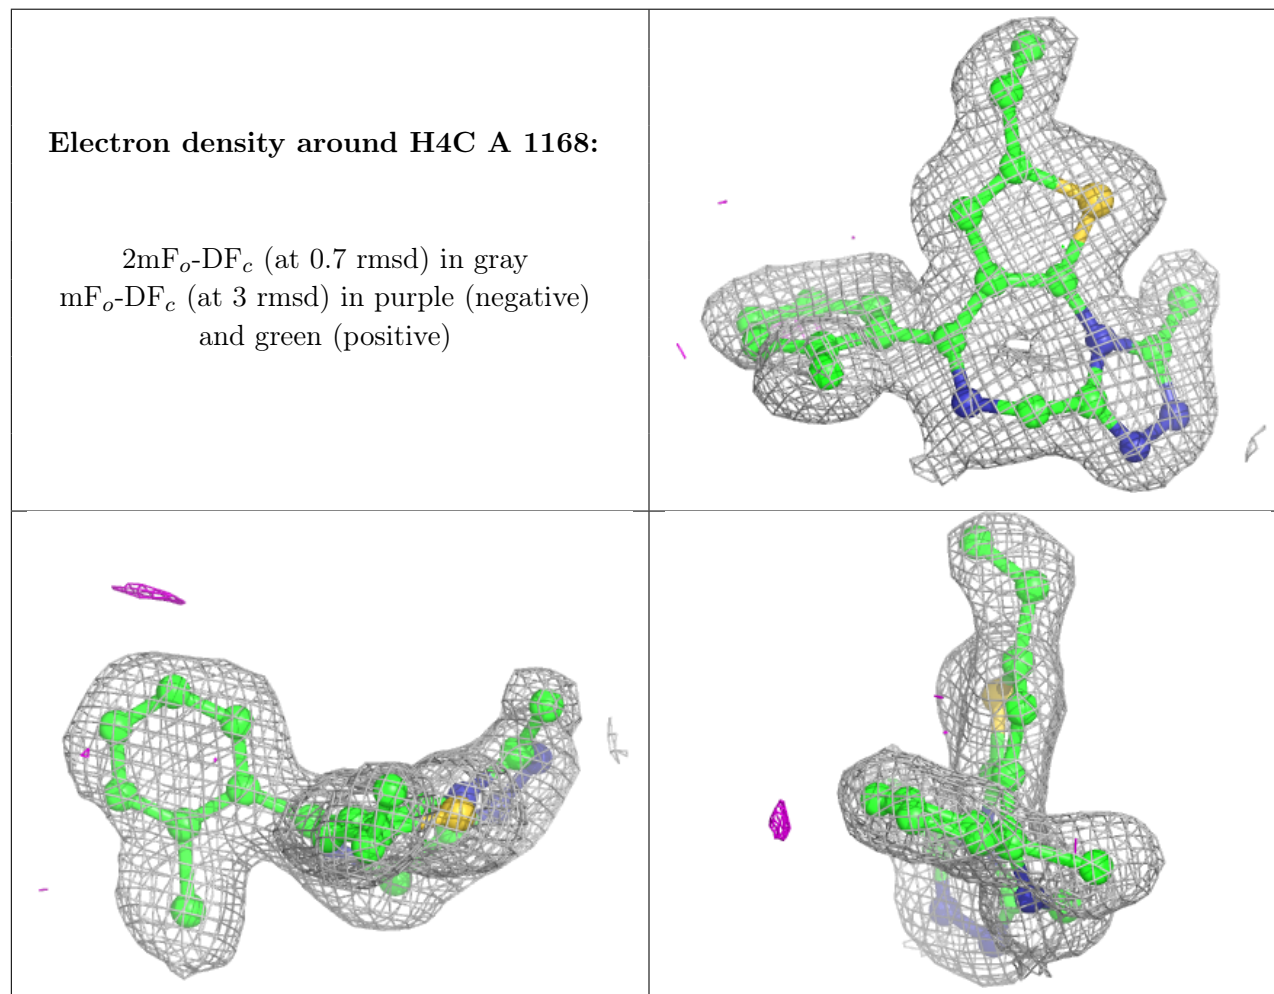 Electron density around H4C A 1168:
2mFo-DFc (at 0.7 rmsd) in gray
mFo-DFc (at 3 rmsd) in purple (negative)
and green (positive)